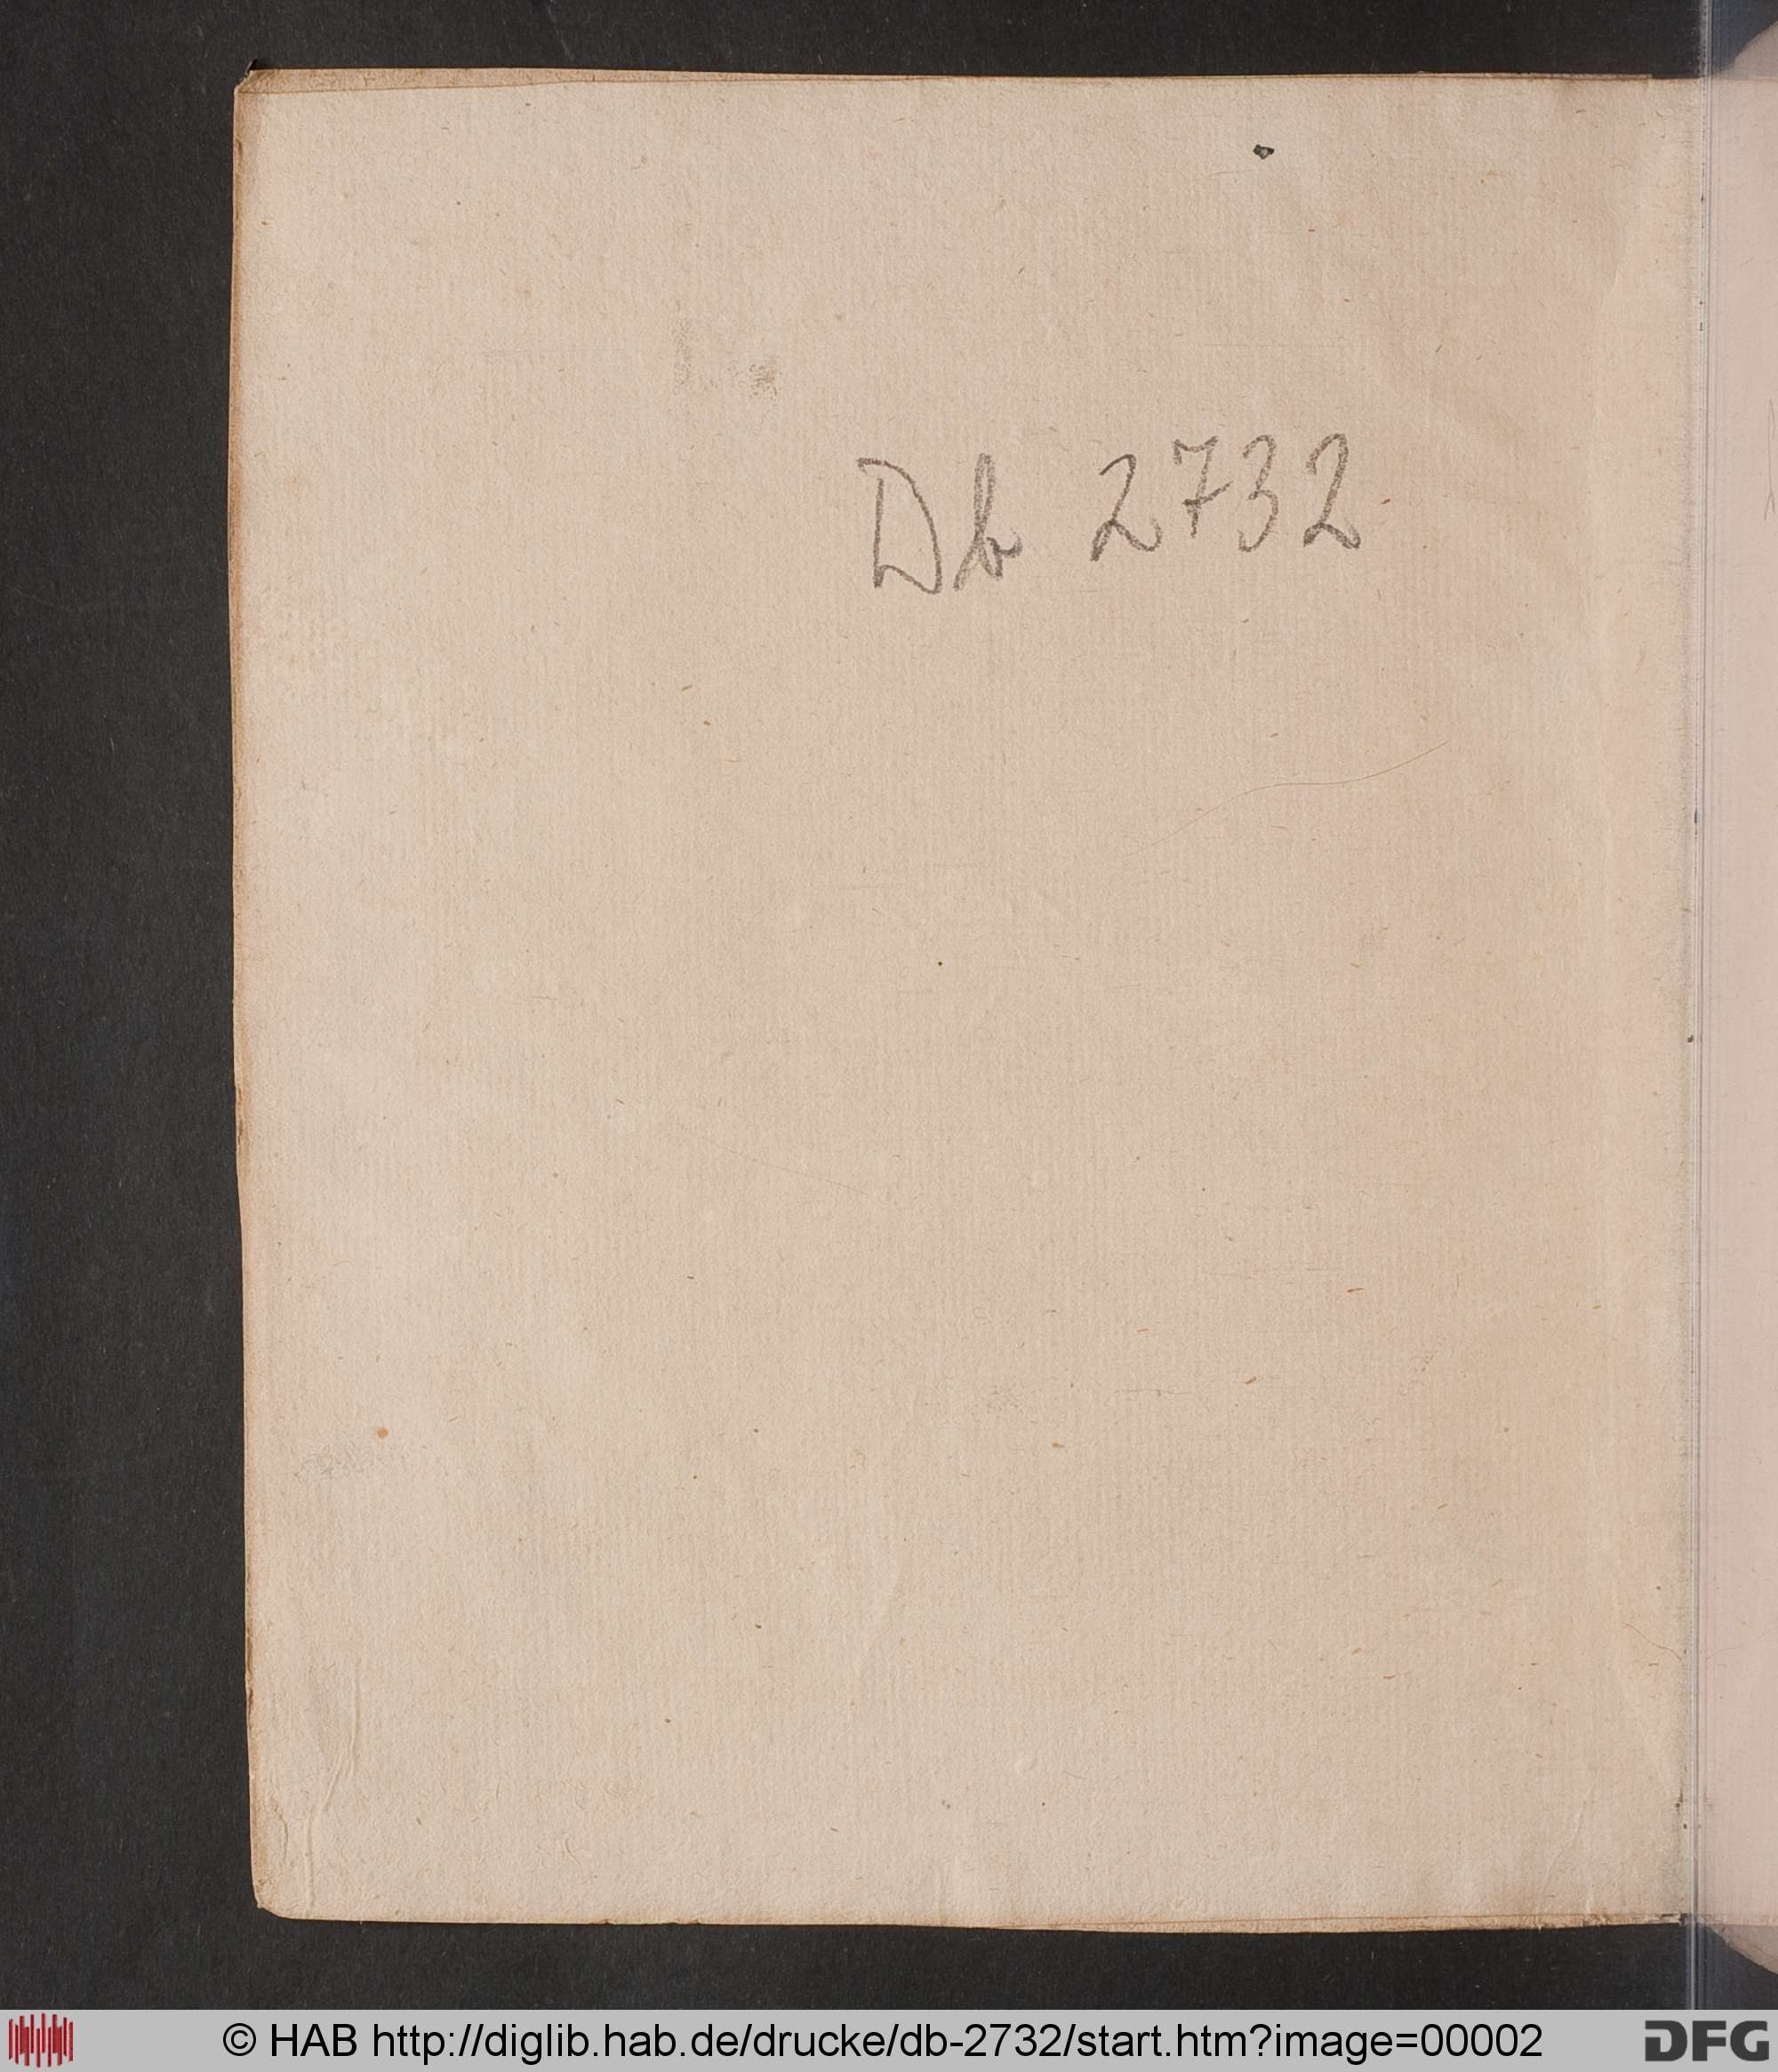 Db 2732
© HAB http://diglib.hab.de/drucke/db-2732/start.htm?image=00002
DFG